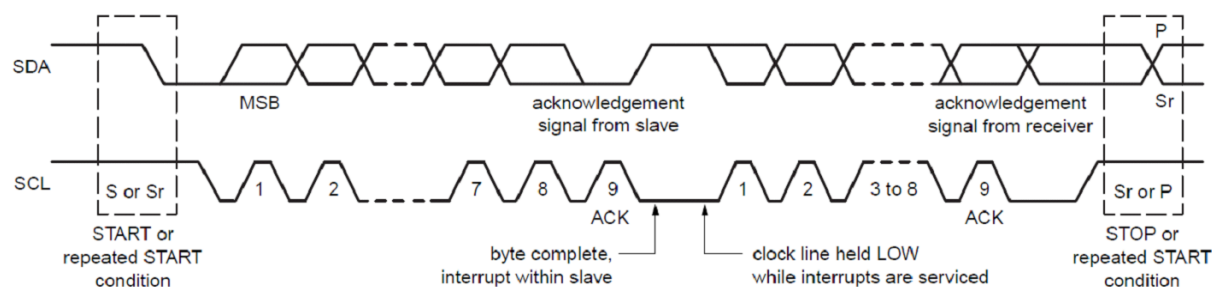 P
SDA
MSB
acknowledgement
signal from slave
acknowledgement
signal from receiver
Sr
SCL
S or Sr
1
2
7
8
9
1
2
3 to 8
9
Sr or P
ACK
ACK
START or
repeated START
condition
byte complete,
interrupt within slave
clock line held LOW
while interrupts are serviced
STOP or
repeated START
condition